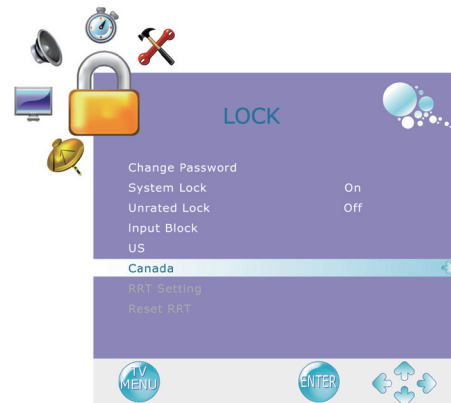 LOCK
Change Password
System Lock On
Unrated Lock Off
Input Block
US
Canada
RRT Setting
Reset RRT
TV MENU
ENTER